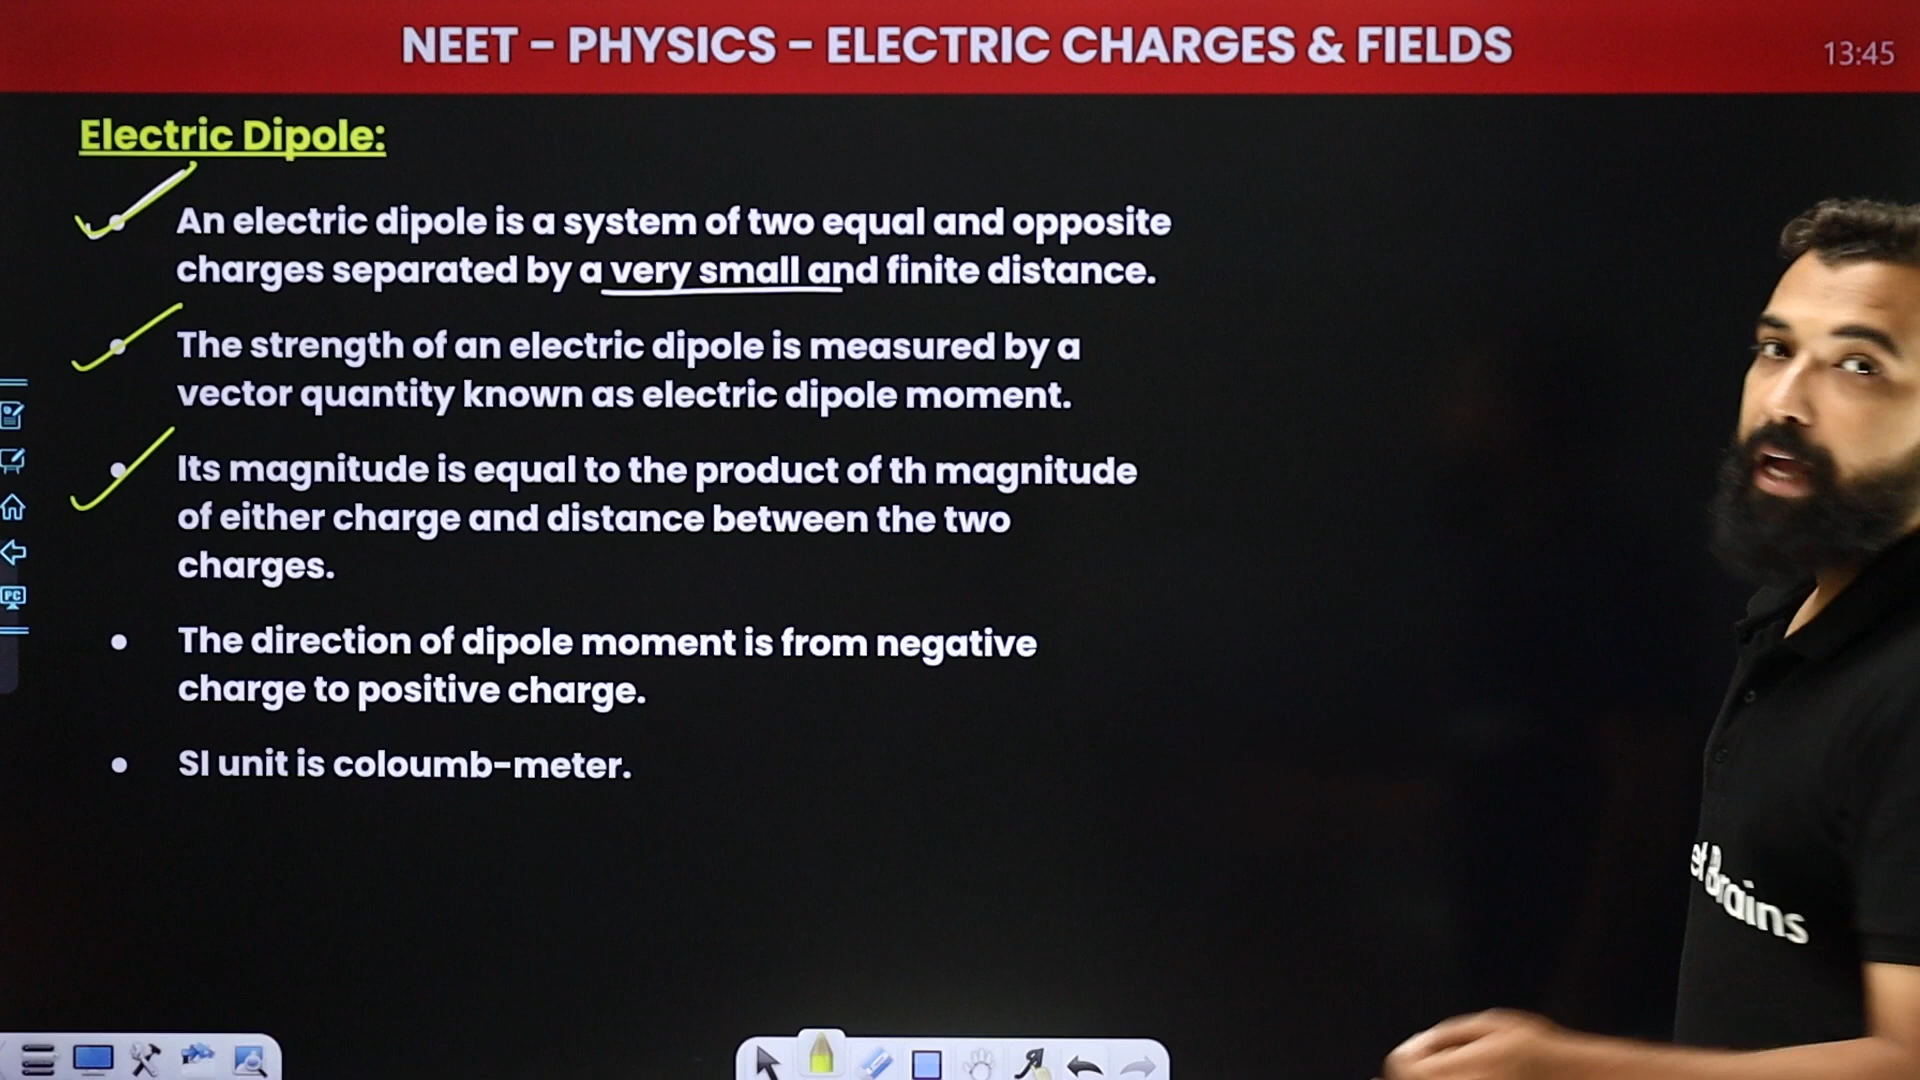 NEET - PHYSICS - ELECTRIC CHARGES & FIELDS
13:45
Electric Dipole:
• An electric dipole is a system of two equal and opposite
charges separated by a very small and finite distance.
• The strength of an electric dipole is measured by a
vector quantity known as electric dipole moment.
• Its magnitude is equal to the product of th magnitude
of either charge and distance between the two
charges.
• The direction of dipole moment is from negative
charge to positive charge.
• SI unit is coloumb-meter.
PC
et Brains